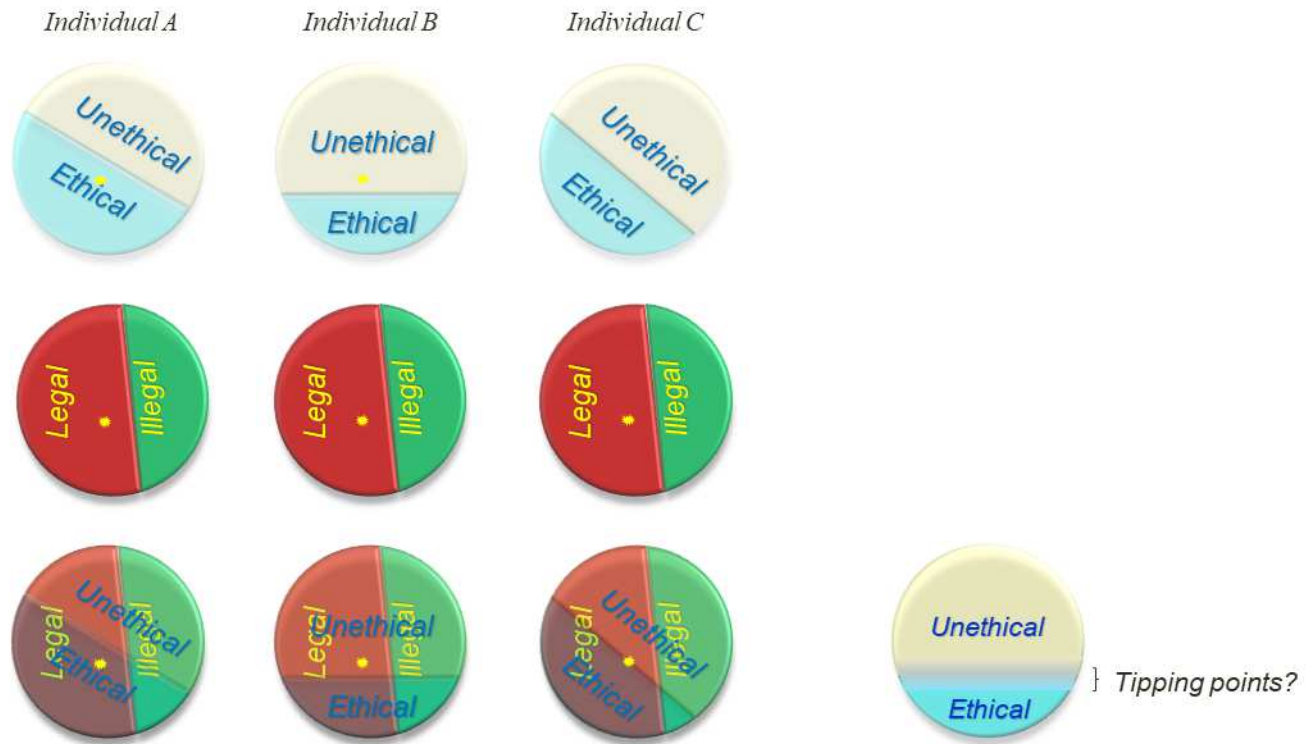 Individual A
Individual B
Individual C
Unethical
Ethical
Unethical
Ethical
Unethical
Ethical
Legal
Illegal
Legal
Illegal
Legal
Illegal
Unethical
Legal
Illegal
Ethical
Unethical
Legal
Illegal
Ethical
Unethical
Legal
Illegal
Ethical
Unethical
Ethical
} Tipping points?